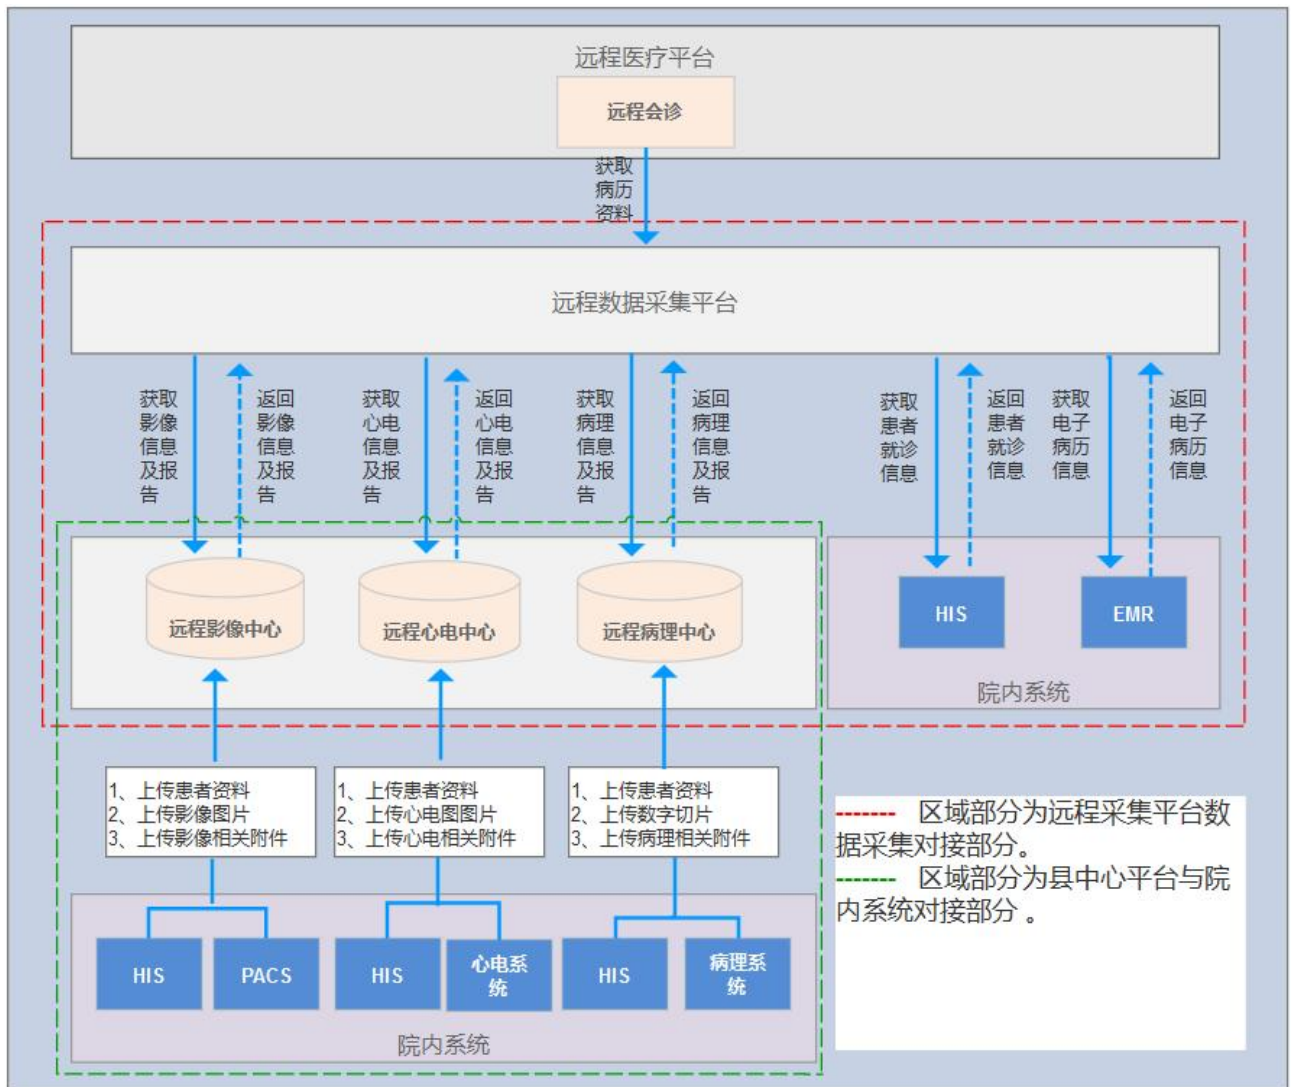 远程医疗平台
远程会诊
获取
病历
资料
远程数据采集平台
获取
影像
信息
及报
告
返回
影像
信息
及报
告
获取
心电
信息
及报
告
返回
心电
信息
及报
告
获取
病理
信息
及报
告
返回
病理
信息
及报
告
获取
患者
就诊
信息
返回
患者
就诊
信息
获取
电子
病历
信息
返回
电子
病历
信息
远程影像中心
远程心电中心
远程病理中心
HIS
EMR
院内系统
1、上传患者资料
2、上传影像图片
3、上传影像相关附件
1、上传患者资料
2、上传心电图图片
3、上传心电相关附件
1、上传患者资料
2、上传数字切片
3、上传病理相关附件
区域部分为远程采集平台数
据采集对接部分。
区域部分为县中心平台与院
内系统对接部分 。
HIS
PACS
HIS
心电系
统
HIS
病理系
统
院内系统